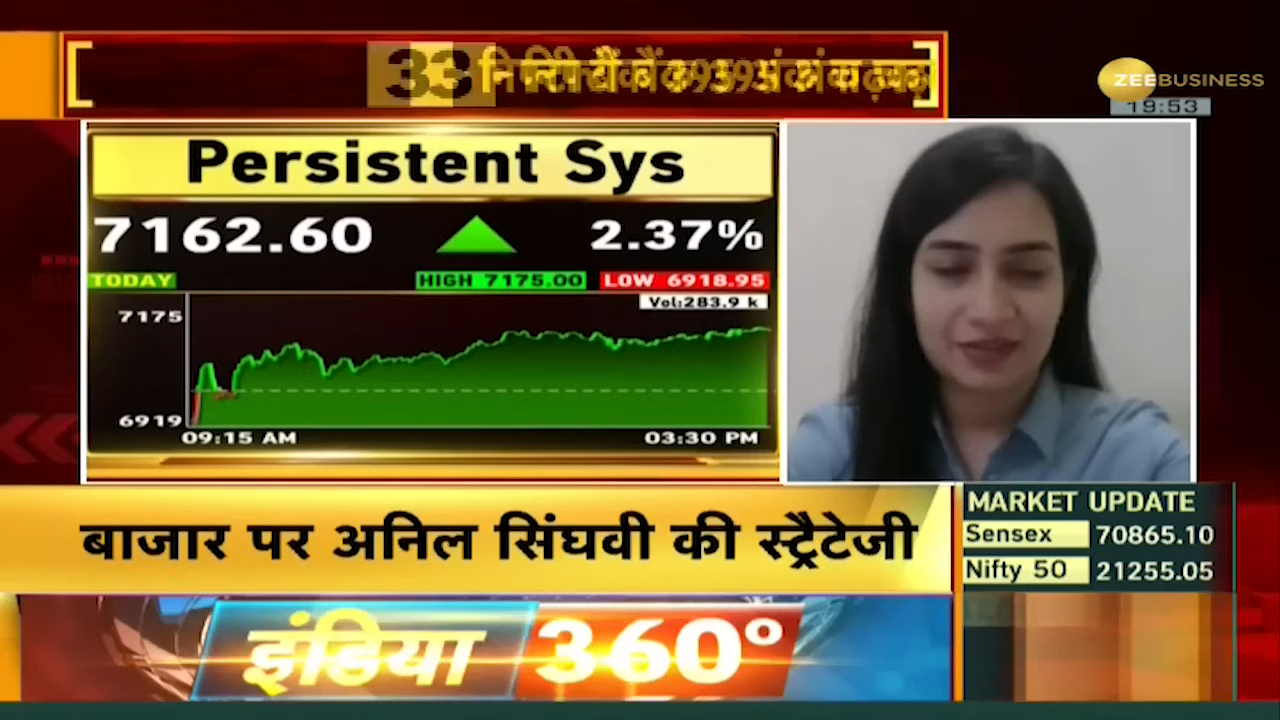 ZEEBUSINESS
19:53
Persistent Sys
7162.60 2.37%
TODAY HIGH 7175.00 LOW 6918.95
Vol:283.9 k
7175
6919
09:15 AM 03:30 PM
बाजार पर अनिल सिंघवी की स्ट्रैटेजी
MARKET UPDATE
Sensex 70865.10
Nifty 50 21255.05
इंडिया 360°